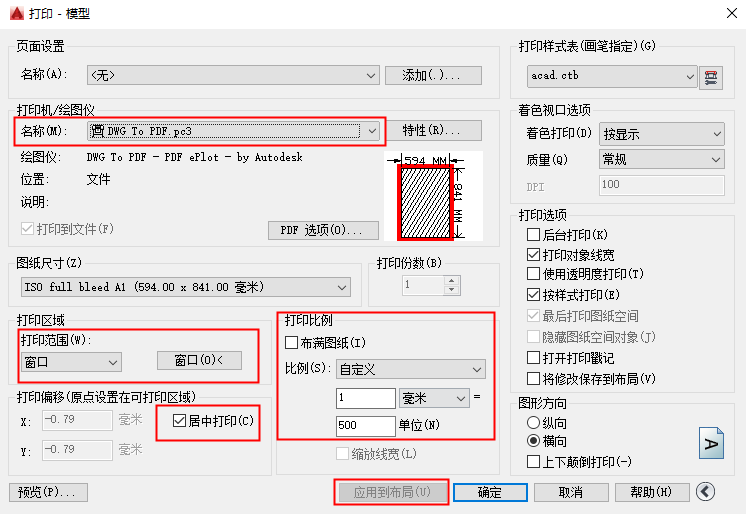 打印 - 模型
页面设置
名称(A):
<无>
添加(.)...
打印机/绘图仪
名称(M):
DWG To PDF.pc3
特性(R)...
绘图仪:
DWG To PDF - PDF ePlot - by Autodesk
位置:
文件
说明:
打印到文件(F)
PDF 选项(O)...
594 MM
841 MM
图纸尺寸(Z)
ISO full bleed A1 (594.00 x 841.00 毫米)
打印份数(B)
1
打印区域
打印范围(W):
窗口
窗口(O)<
打印比例
布满图纸(I)
比例(S):
自定义
1
毫米
=
500
单位(N)
缩放线宽(L)
打印偏移(原点设置在可打印区域)
X:
-0.79
毫米
居中打印(C)
Y:
-0.79
毫米
打印样式表(画笔指定)(G)
acad.ctb
着色视口选项
着色打印(D)
按显示
质量(Q)
常规
DPI
100
打印选项
后台打印(K)
打印对象线宽
使用透明度打印(T)
按样式打印(E)
最后打印图纸空间
隐藏图纸空间对象(J)
打开打印戳记
将修改保存到布局(V)
图形方向
纵向
横向
上下颠倒打印(-)
A
预览(P)...
应用到布局(U)
确定
取消
帮助(H)